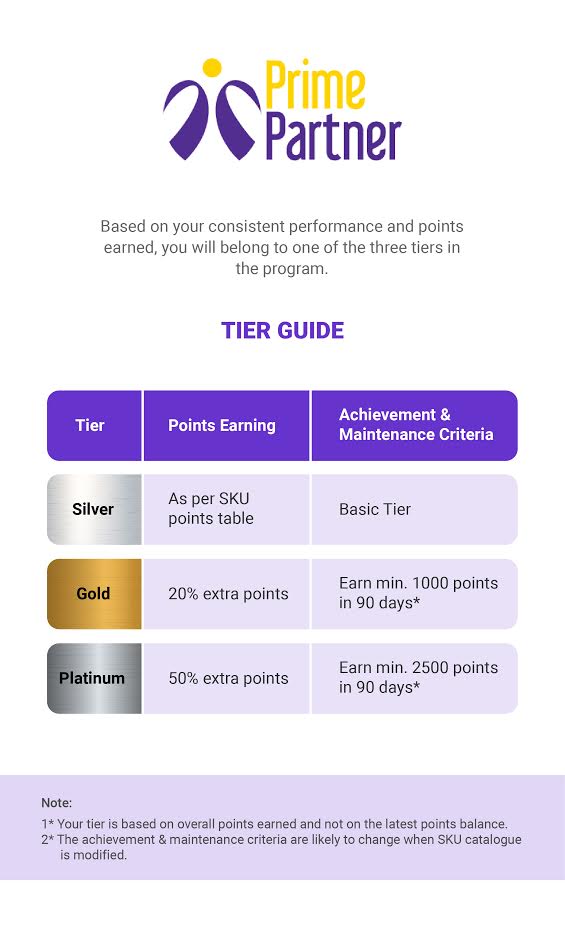 Prime
Partner
Based on your consistent performance and points
earned, you will belong to one of the three tiers in
the program.
TIER GUIDE
Tier
Points Earning
Achievement &
Maintenance Criteria
Silver
As per SKU
points table
Basic Tier
Gold
20% extra points
Earn min. 1000 points
in 90 days*
Platinum
50% extra points
Earn min. 2500 points
in 90 days*
Note:
1* Your tier is based on overall points earned and not on the latest points balance.
2* The achievement & maintenance criteria are likely to change when SKU catalogue
is modified.